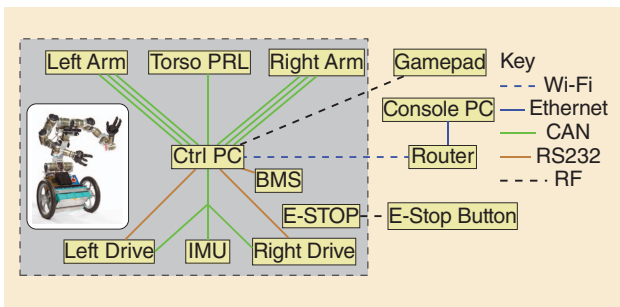 Left Arm
Torso PRL
Right Arm
Gamepad
Key
Wi-Fi
Console PC
Ethernet
CAN
Ctrl PC
Router
RS232
BMS
RF
E-STOP
E-Stop Button
Left Drive
IMU
Right Drive